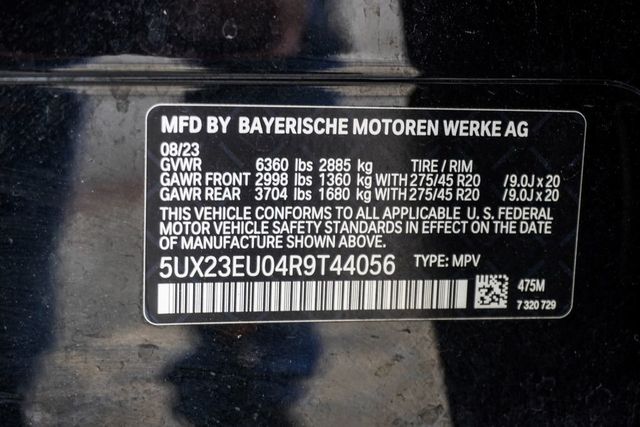 MFD BY BAYERISCHE MOTOREN WERKE AG
08/23
GVWR 6360 lbs 2885 kg TIRE / RIM
GAWR FRONT 2998 lbs 1360 kg WITH 275/45 R20 /9.0J x 20
GAWR REAR 3704 lbs 1680 kg WITH 275/45 R20 /9.0J x 20
THIS VEHICLE CONFORMS TO ALL APPLICABLE U.S. FEDERAL
MOTOR VEHICLE SAFETY STANDARDS IN EFFECT ON THE DATE
OF MANUFACTURE SHOWN ABOVE.
5UX23EU04R9T44056 TYPE: MPV
475M
7 320 729